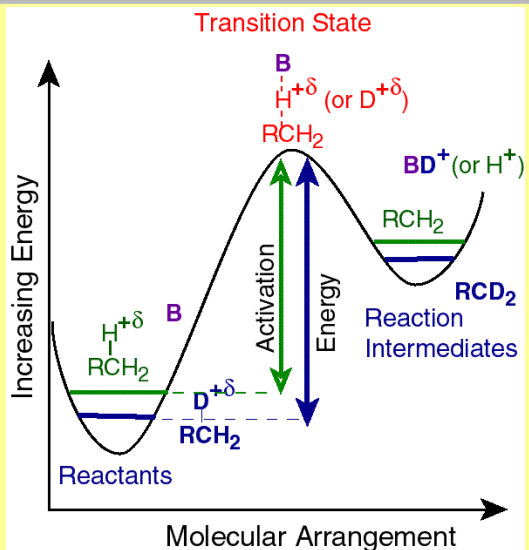 Transition State
B
H+δ (or D+δ)
RCH2
BD+(or H+)
RCH2
RCD2
Reaction
Intermediates
Activation
Energy
B
H+δ
RCH2
D+δ
RCH2
Reactants
Increasing Energy
Molecular Arrangement